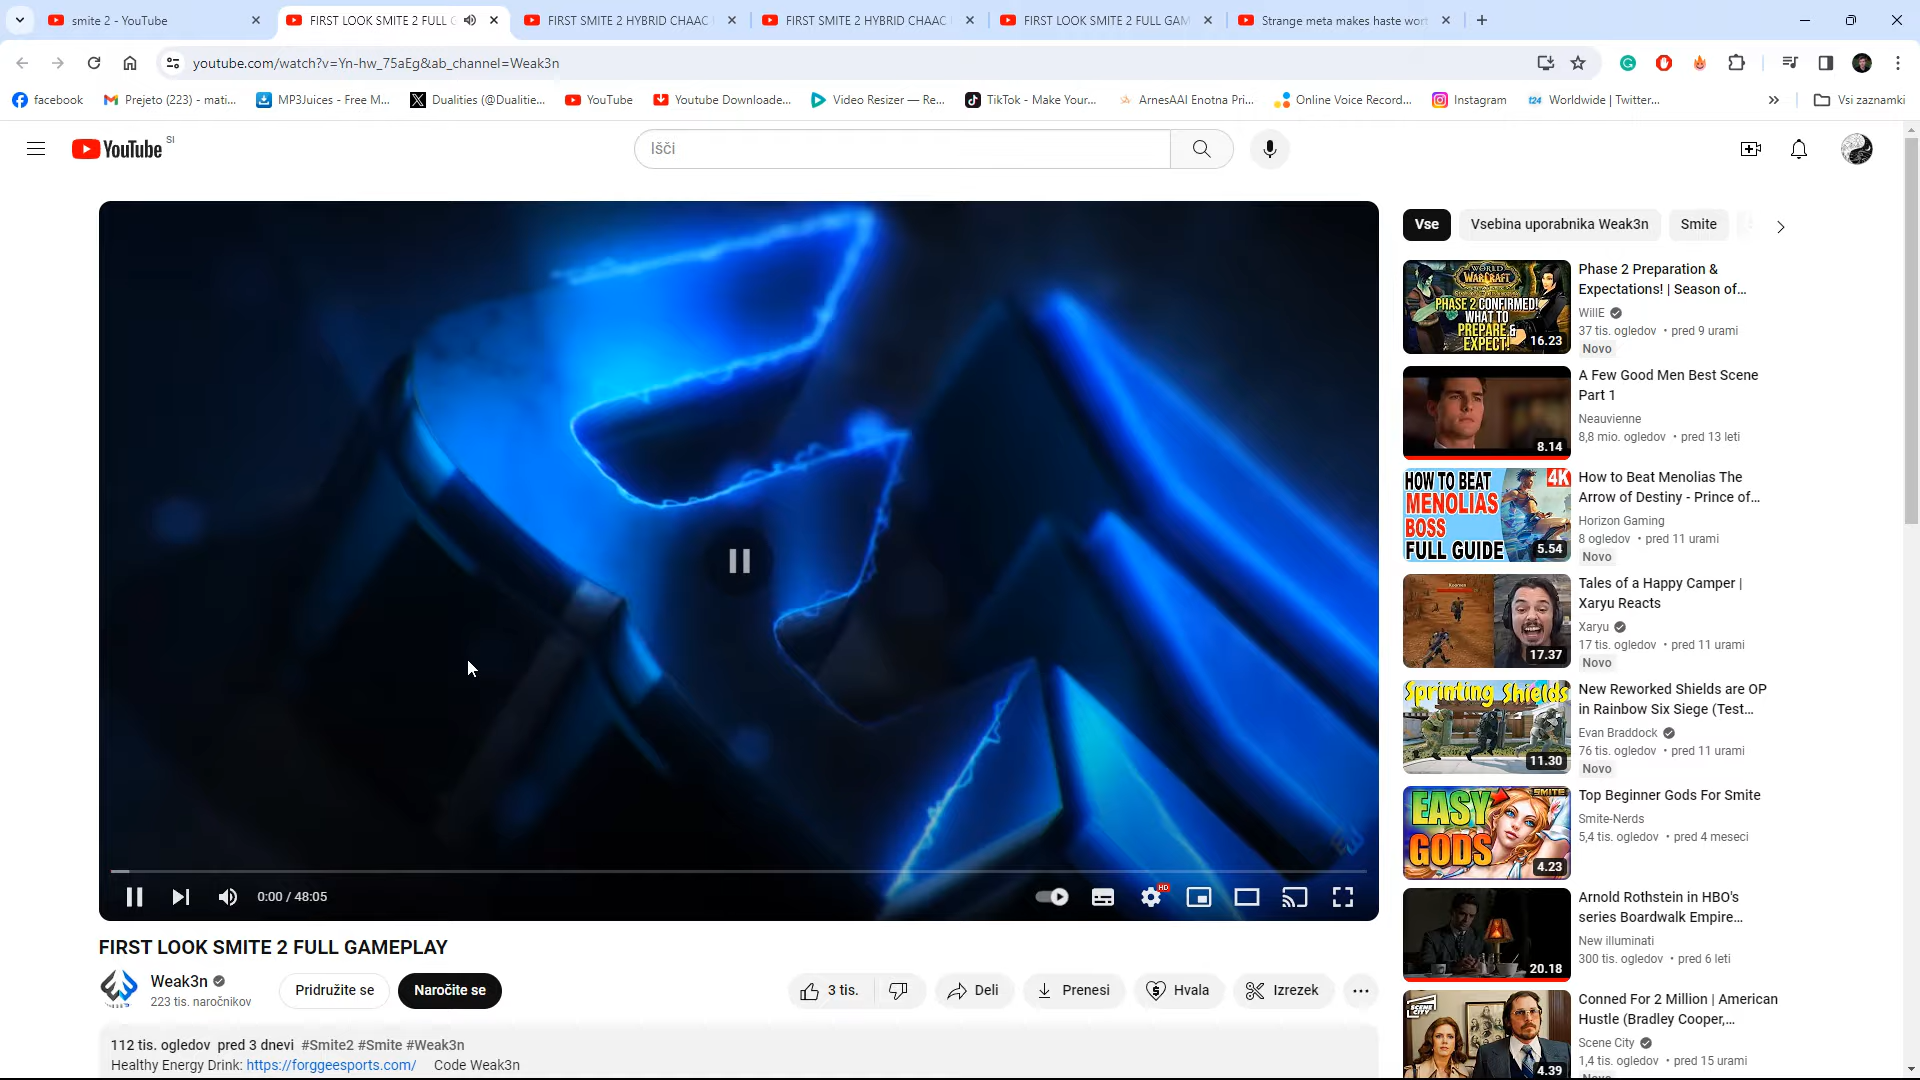 smite 2 - YouTube
FIRST LOOK SMITE 2 FULL G
FIRST SMITE 2 HYBRID CHAAC
FIRST SMITE 2 HYBRID CHAAC
FIRST LOOK SMITE 2 FULL GAM
Strange meta makes haste wor
youtube.com/watch?v=Yn-hw_75aEg&ab_channel=Weak3n
facebook
Prejeto (223) - mati...
MP3Juices - Free M...
Dualities (@Dualitie...
YouTube
Youtube Downloade...
Video Resizer — Re...
TikTok - Make Your...
ArnesAAI Enotna Pri...
Online Voice Record...
Instagram
t24 Worldwide | Twitter...
Vsi zaznamki
YouTube SI
Išči
Vse
Vsebina uporabnika Weak3n
Smite
WORLD
WARCRAFT
PHASE 2 CONFIRMED!
WHAT TO
PREPARE &
EXPECT!
16.23
Phase 2 Preparation &
Expectations! | Season of...
WillE
37 tis. ogledov • pred 9 urami
Novo
8.14
A Few Good Men Best Scene
Part 1
Neauvienne
8,8 mio. ogledov • pred 13 leti
HOW TO BEAT
4K
MENOLIAS
BOSS
FULL GUIDE
5.54
How to Beat Menolias The
Arrow of Destiny - Prince of...
Horizon Gaming
8 ogledov • pred 11 urami
Novo
17.37
Tales of a Happy Camper |
Xaryu Reacts
Xaryu
17 tis. ogledov • pred 11 urami
Novo
Sprinting Shields
11.30
New Reworked Shields are OP
in Rainbow Six Siege (Test...
Evan Braddock
76 tis. ogledov • pred 11 urami
Novo
EASY
SMITE
GODS
4.23
Top Beginner Gods For Smite
Smite-Nerds
5,4 tis. ogledov • pred 4 meseci
20.18
Arnold Rothstein in HBO's
series Boardwalk Empire...
New illuminati
300 tis. ogledov • pred 6 leti
SCENE
CITY
4.39
Conned For 2 Million | American
Hustle (Bradley Cooper,...
Scene City
1,4 tis. ogledov • pred 15 urami
0:00 / 48:05
HD
FIRST LOOK SMITE 2 FULL GAMEPLAY
Weak3n
223 tis. naročnikov
Pridružite se
Naročite se
3 tis.
Deli
Prenesi
Hvala
Izrezek
112 tis. ogledov pred 3 dnevi #Smite2 #Smite #Weak3n
Healthy Energy Drink: https://forggeesports.com/ Code Weak3n